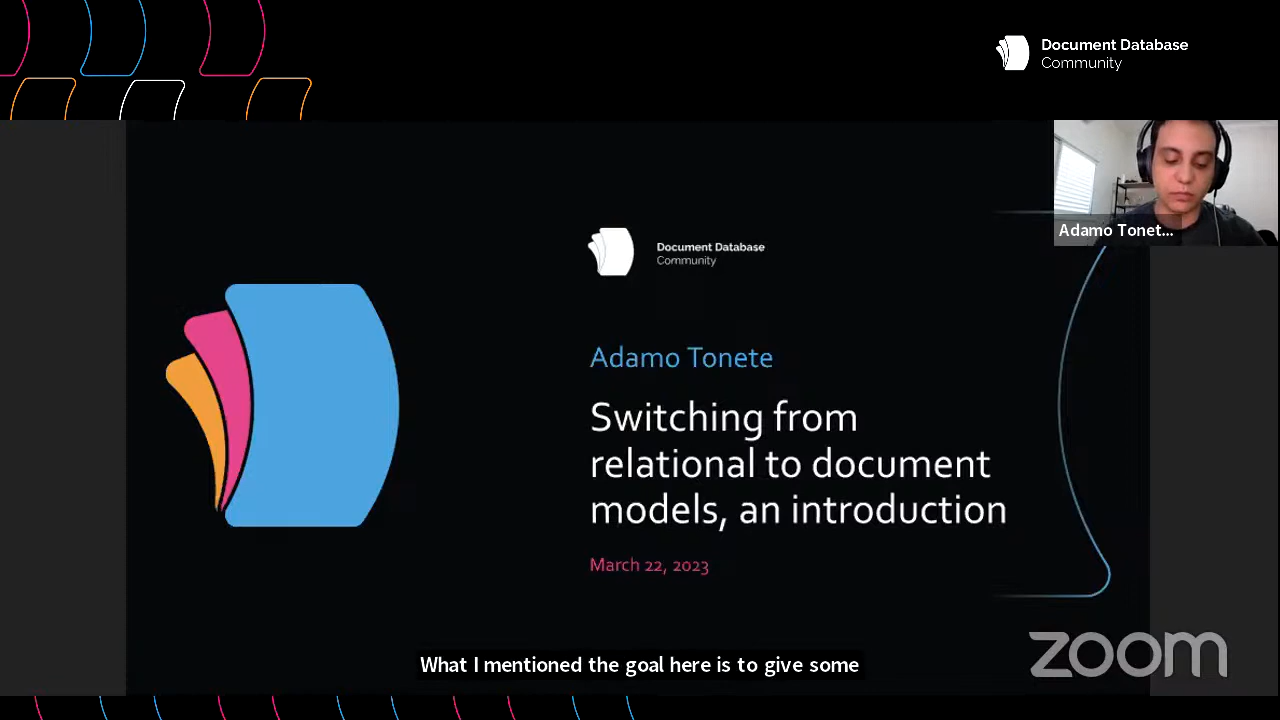 Document Database
Community
Adamo Tonet...
Document Database
Community
Adamo Tonete
Switching from
relational to document
models, an introduction
March 22, 2023
What I mentioned the goal here is to give some
zoom